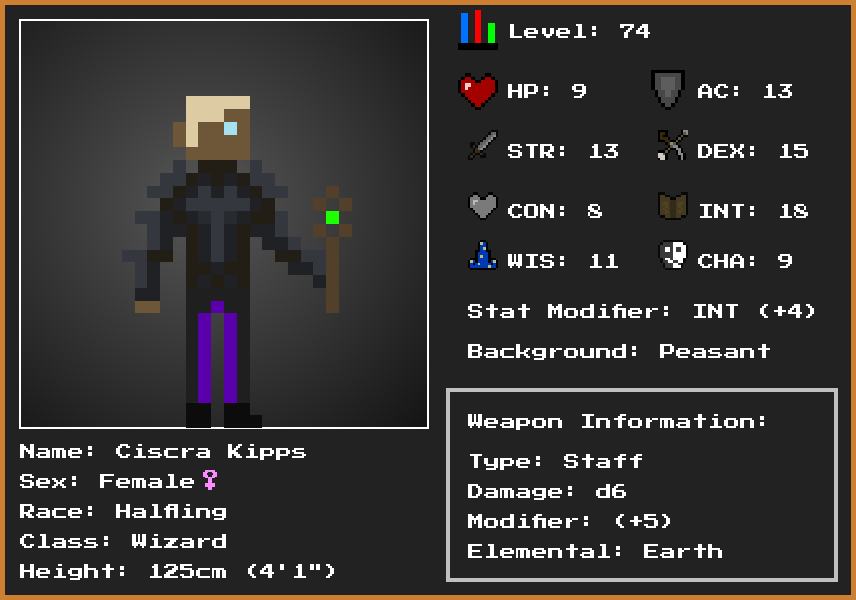 Level: 74
HP: 9 AC: 13
STR: 13 DEX: 15
CON: 8 INT: 18
WIS: 11 CHA: 9
Stat Modifier: INT (+4)
Background: Peasant
Weapon Information:
Type: Staff
Damage: d6
Modifier: (+5)
Elemental: Earth
Name: Ciscra Kipps
Sex: Female♀
Race: Halfling
Class: Wizard
Height: 125cm (4'1")